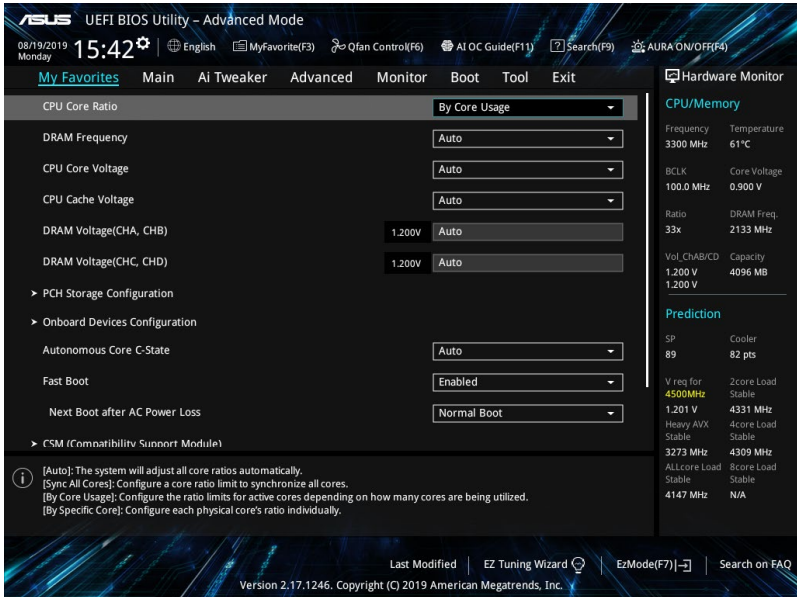 ASUS UEFI BIOS Utility – Advanced Mode
08/19/2019 Monday 15:42 English MyFavorite(F3) Qfan Control(F6) AI OC Guide(F11) ? Search(F9) AURA ON/OFF(F4)
My Favorites Main Ai Tweaker Advanced Monitor Boot Tool Exit
CPU Core Ratio By Core Usage
DRAM Frequency Auto
CPU Core Voltage Auto
CPU Cache Voltage Auto
DRAM Voltage(CHA, CHB) 1.200V Auto
DRAM Voltage(CHC, CHD) 1.200V Auto
> PCH Storage Configuration
> Onboard Devices Configuration
Autonomous Core C-State Auto
Fast Boot Enabled
Next Boot after AC Power Loss Normal Boot
> CSM (Compatibility Support Module)
[Auto]: The system will adjust all core ratios automatically.
[Sync All Cores]: Configure a core ratio limit to synchronize all cores.
[By Core Usage]: Configure the ratio limits for active cores depending on how many cores are being utilized.
[By Specific Core]: Configure each physical core's ratio individually.
Hardware Monitor
CPU/Memory
Frequency Temperature
3300 MHz 61°C
BCLK Core Voltage
100.0 MHz 0.900 V
Ratio DRAM Freq.
33x 2133 MHz
Vol_ChAB/CD Capacity
1.200 V 4096 MB
1.200 V
Prediction
SP Cooler
89 82 pts
V req for 2core Load
4500MHz Stable
1.201 V 4331 MHz
Heavy AVX 4core Load
Stable Stable
3273 MHz 4309 MHz
ALLcore Load 8core Load
Stable Stable
4147 MHz N/A
Last Modified EZ Tuning Wizard EzMode(F7) Search on FAQ
Version 2.17.1246. Copyright (C) 2019 American Megatrends, Inc.